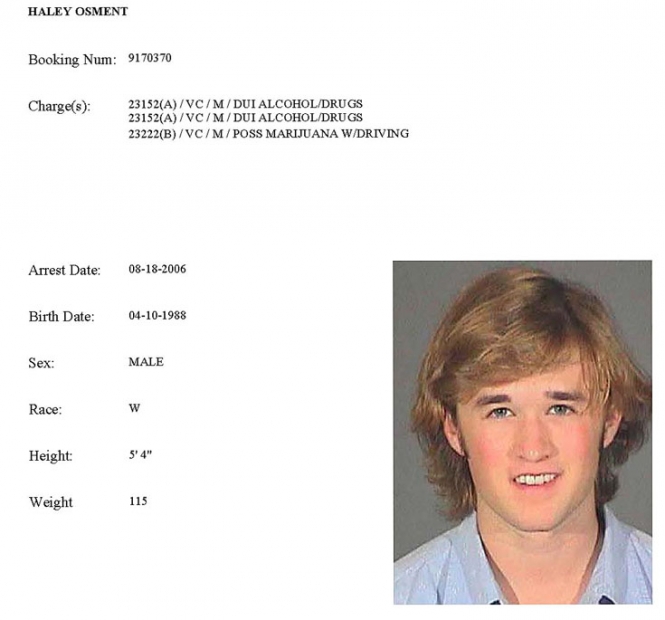 HALEY OSMENT
Booking Num: 9170370
Charge(s): 23152(A) / VC / M / DUI ALCOHOL/DRUGS
23152(A) / VC / M / DUI ALCOHOL/DRUGS
23222(B) / VC / M / POSS MARIJUANA W/DRIVING
Arrest Date: 08-18-2006
Birth Date: 04-10-1988
Sex: MALE
Race: W
Height: 5' 4"
Weight 115